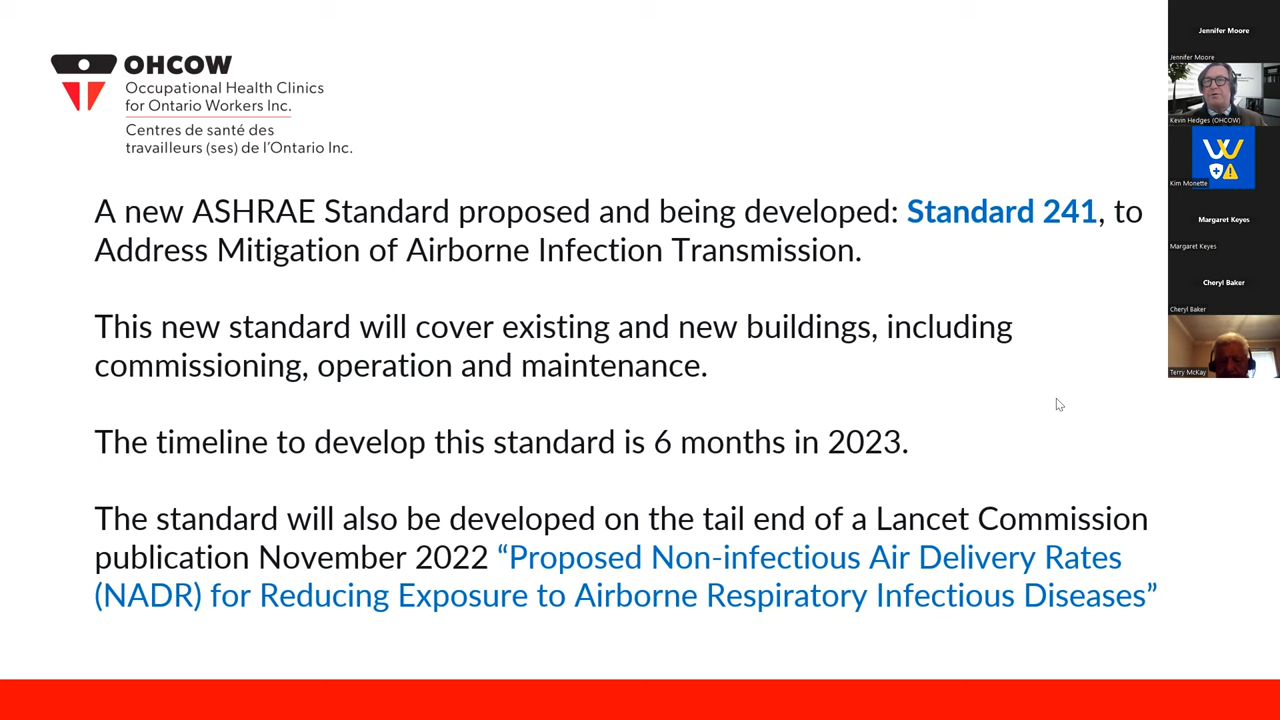 OHCOW
Occupational Health Clinics
for Ontario Workers Inc.
Centres de santé des
travailleurs (ses) de l'Ontario Inc.
A new ASHRAE Standard proposed and being developed: Standard 241, to
Address Mitigation of Airborne Infection Transmission.
This new standard will cover existing and new buildings, including
commissioning, operation and maintenance.
The timeline to develop this standard is 6 months in 2023.
The standard will also be developed on the tail end of a Lancet Commission
publication November 2022 “Proposed Non-infectious Air Delivery Rates
(NADR) for Reducing Exposure to Airborne Respiratory Infectious Diseases”
Jennifer Moore
Jennifer Moore
Kevin Hedges (OHCOW)
Kim Monette
Margaret Keyes
Margaret Keyes
Cheryl Baker
Cheryl Baker
Terry McKay